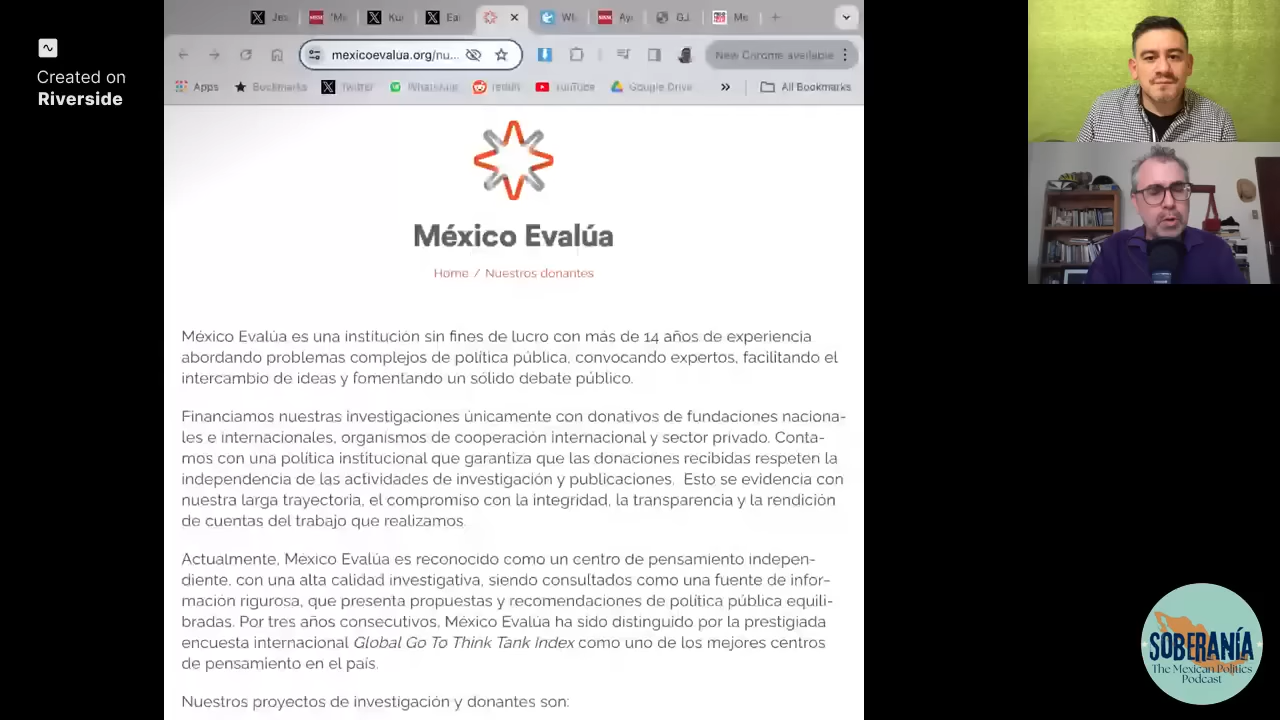 Created on
Riverside
mexicoevalua.org/nu...
New Chrome available
Apps
Bookmarks
Twitter
WhatsApp
reddit
YouTube
Google Drive
All Bookmarks
México Evalúa
Home / Nuestros donantes
México Evalúa es una institución sin fines de lucro con más de 14 años de experiencia
abordando problemas complejos de política pública, convocando expertos, facilitando el
intercambio de ideas y fomentando un sólido debate público.
Financiamos nuestras investigaciones únicamente con donativos de fundaciones naciona-
les e internacionales, organismos de cooperación internacional y sector privado. Conta-
mos con una política institucional que garantiza que las donaciones recibidas respeten la
independencia de las actividades de investigación y publicaciones. Esto se evidencia con
nuestra larga trayectoria, el compromiso con la integridad, la transparencia y la rendición
de cuentas del trabajo que realizamos.
Actualmente, México Evalúa es reconocido como un centro de pensamiento indepen-
diente, con una alta calidad investigativa, siendo consultados como una fuente de infor-
mación rigurosa, que presenta propuestas y recomendaciones de política pública equili-
bradas. Por tres años consecutivos, México Evalúa ha sido distinguido por la prestigiada
encuesta internacional Global Go To Think Tank Index como uno de los mejores centros
de pensamiento en el país.
Nuestros proyectos de investigación y donantes son:
SOBERANÍA
The Mexican Politics
Podcast